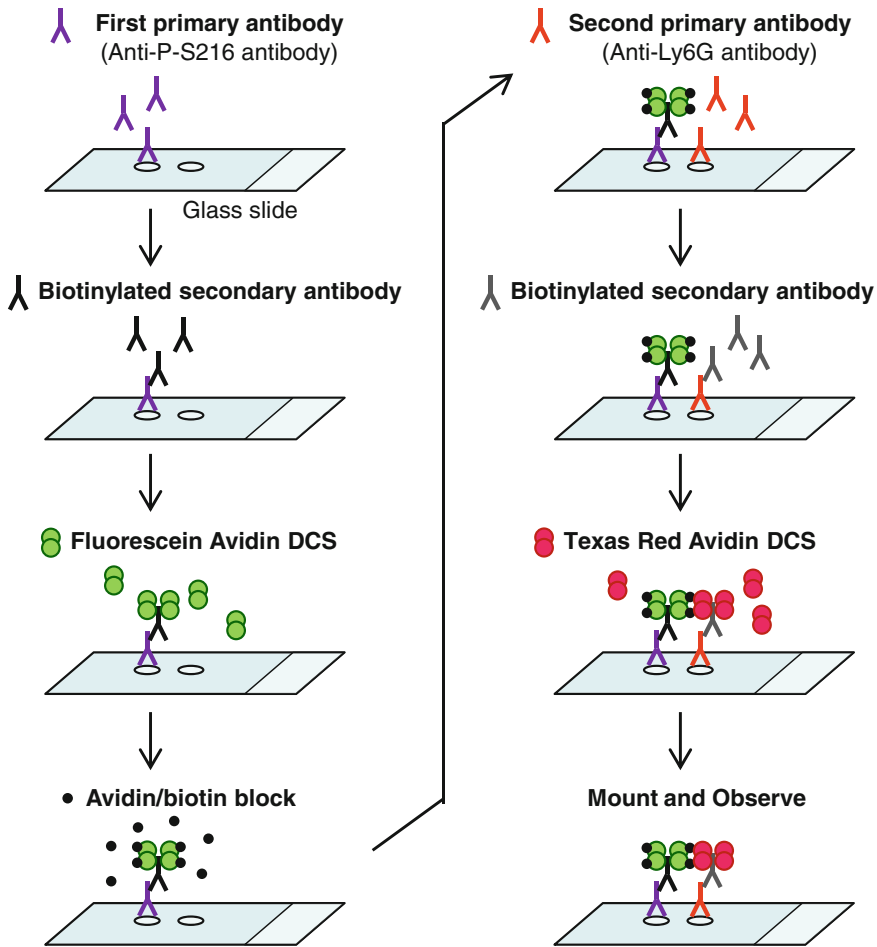 First primary antibody
(Anti-P-S216 antibody)
Glass slide
Biotinylated secondary antibody
Fluorescein Avidin DCS
Avidin/biotin block
Second primary antibody
(Anti-Ly6G antibody)
Biotinylated secondary antibody
Texas Red Avidin DCS
Mount and Observe